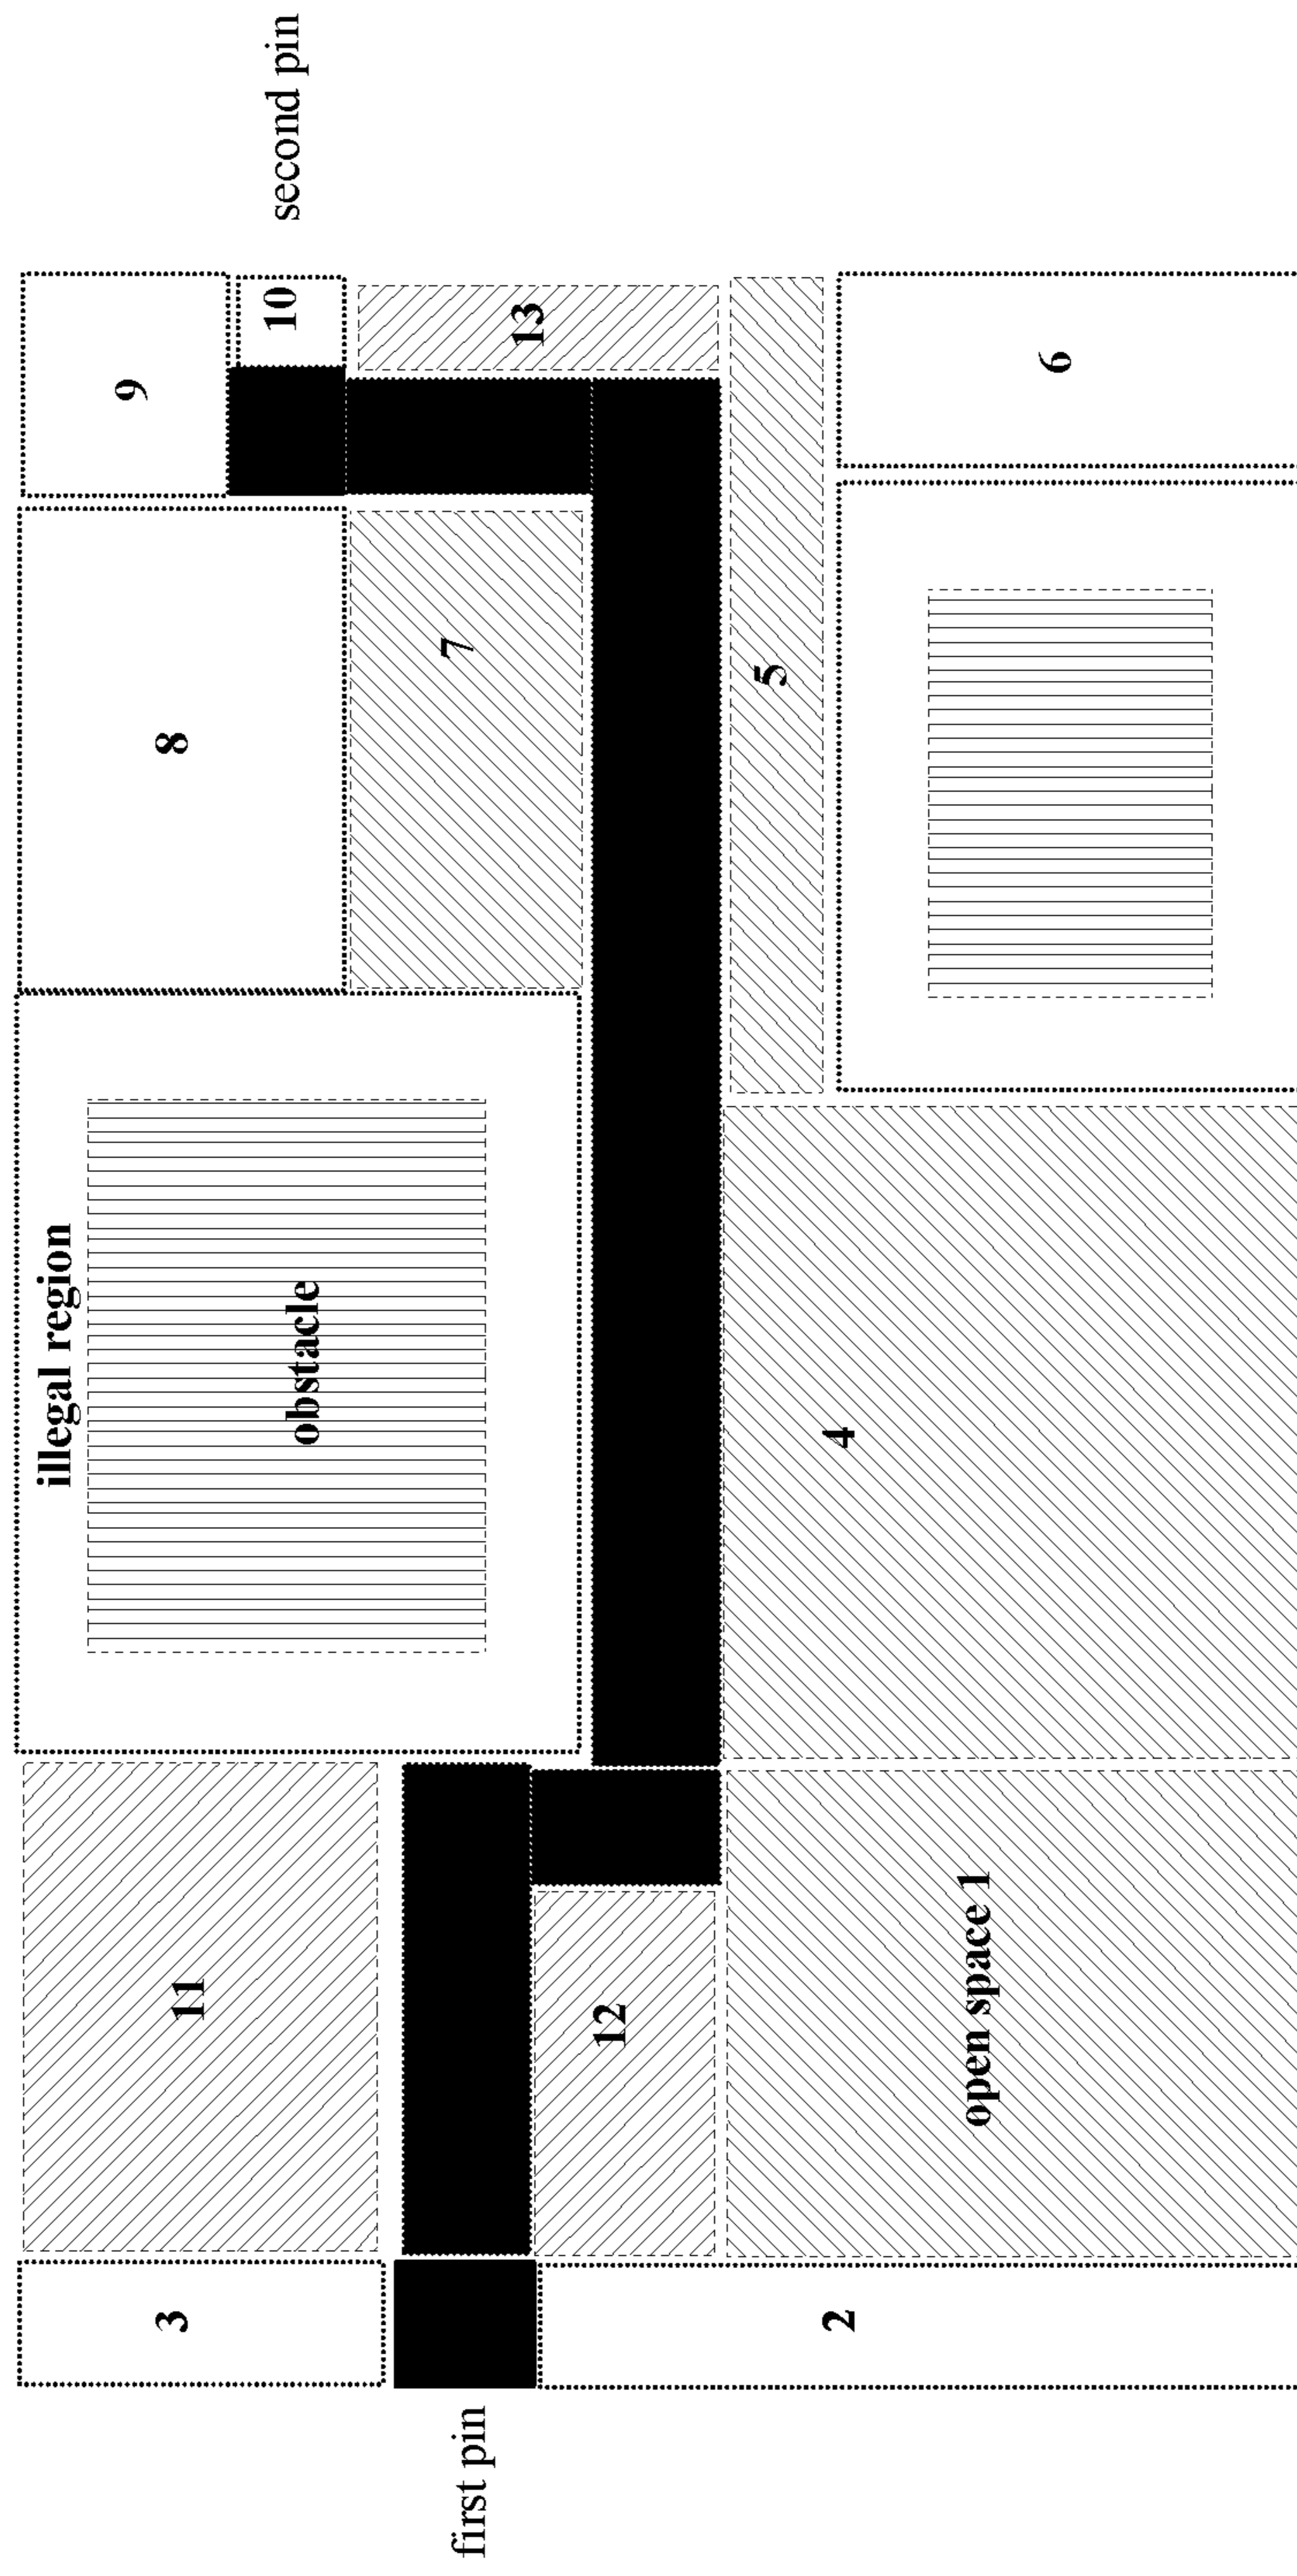 illegal region
9
second pin
8
3
11
obstacle
10
7
13
first pin
12
5
4
6
2
open space 1